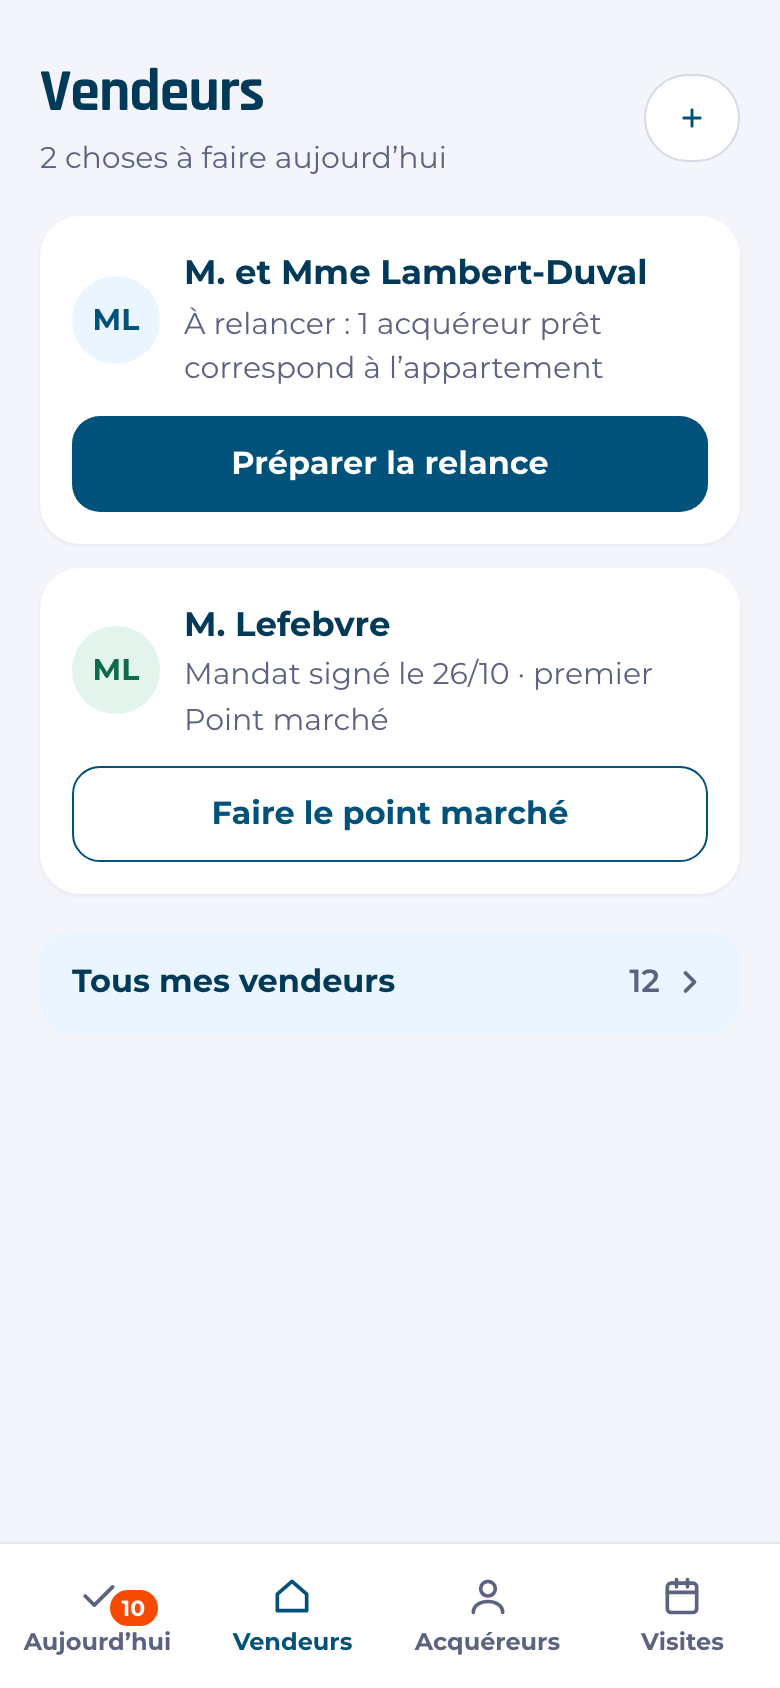 Vendeurs
2 choses à faire aujourd’hui
+
ML
M. et Mme Lambert-Duval
À relancer : 1 acquéreur prêt
correspond à l’appartement
Préparer la relance
ML
M. Lefebvre
Mandat signé le 26/10 · premier
Point marché
Faire le point marché
Tous mes vendeurs 12
10
Aujourd’hui Vendeurs Acquéreurs Visites